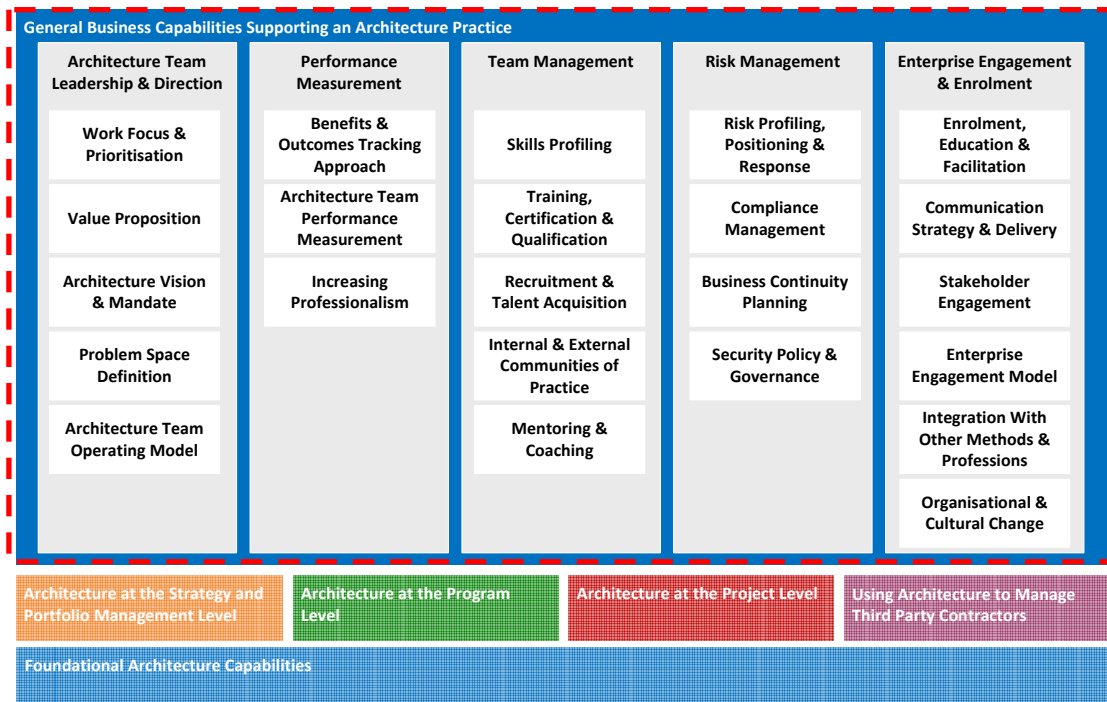 General Business Capabilities Supporting an Architecture Practice
Architecture Team
Leadership & Direction
Work Focus &
Prioritisation
Value Proposition
Architecture Vision
& Mandate
Problem Space
Definition
Architecture Team
Operating Model
Performance
Measurement
Benefits &
Outcomes Tracking
Approach
Architecture Team
Performance
Measurement
Increasing
Professionalism
Team Management
Skills Profiling
Training,
Certification &
Qualification
Recruitment &
Talent Acquisition
Internal & External
Communities of
Practice
Mentoring &
Coaching
Risk Management
Risk Profiling,
Positioning &
Response
Compliance
Management
Business Continuity
Planning
Security Policy &
Governance
Enterprise Engagement
& Enrolment
Enrolment,
Education &
Facilitation
Communication
Strategy & Delivery
Stakeholder
Engagement
Enterprise
Engagement Model
Integration With
Other Methods &
Professions
Organisational &
Cultural Change
Architecture at the Strategy and
Portfolio Management Level
Architecture at the Program
Level
Architecture at the Project Level
Using Architecture to Manage
Third Party Contractors
Foundational Architecture Capabilities